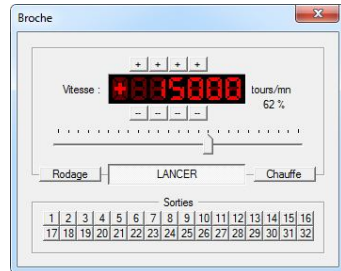 Broche
+ + + +
Vitesse : +15000 tours/mn
62 %
-- -- -- --
Rodage LANCER Chauffe
Sorties
1 2 3 4 5 6 7 8 9 10 11 12 13 14 15 16
17 18 19 20 21 22 23 24 25 26 27 28 29 30 31 32